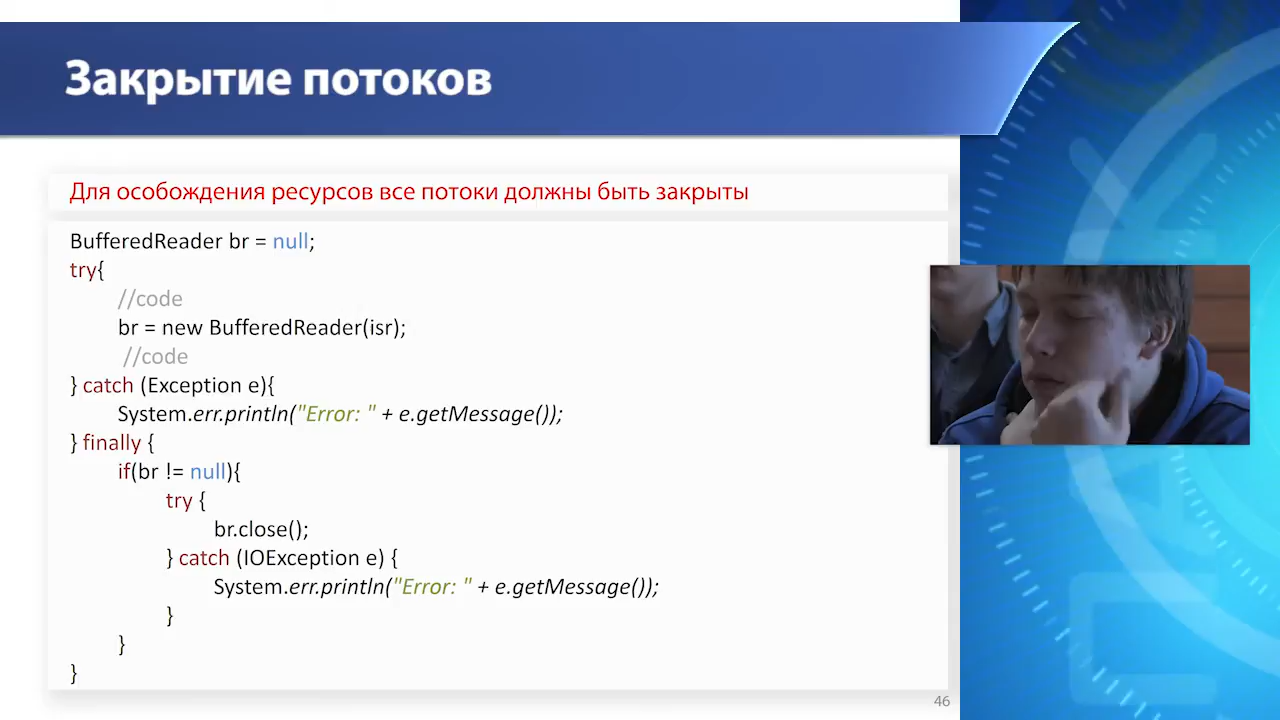 Закрытие потоков
Для особождения ресурсов все потоки должны быть закрыты
BufferedReader br = null;
try{
//code
br = new BufferedReader(isr);
//code
} catch (Exception e){
System.err.println("Error: " + e.getMessage());
} finally {
if(br != null){
try {
br.close();
} catch (IOException e) {
System.err.println("Error: " + e.getMessage());
}
}
}
46